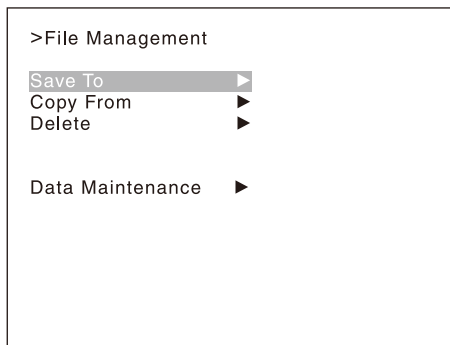 >File Management
Save To ▶
Copy From ▶
Delete ▶
Data Maintenance ▶